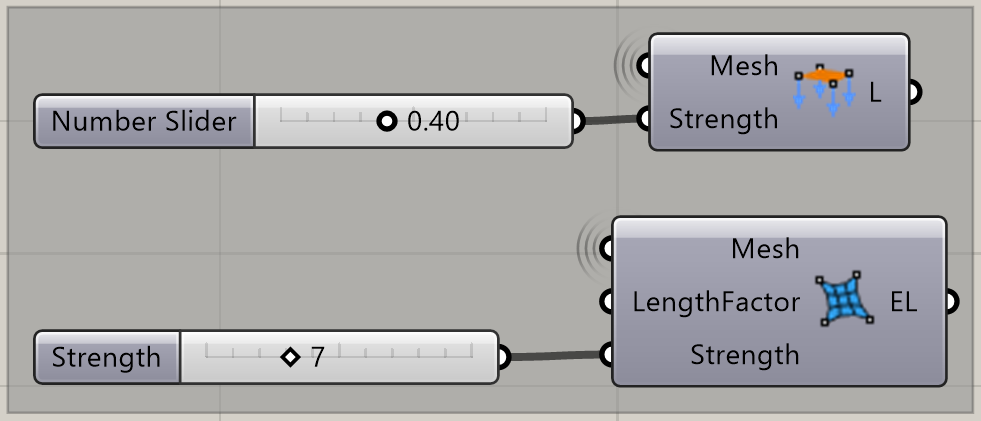 Mesh
L
Number Slider
0.40
Strength
Mesh
LengthFactor
EL
Strength
7
Strength